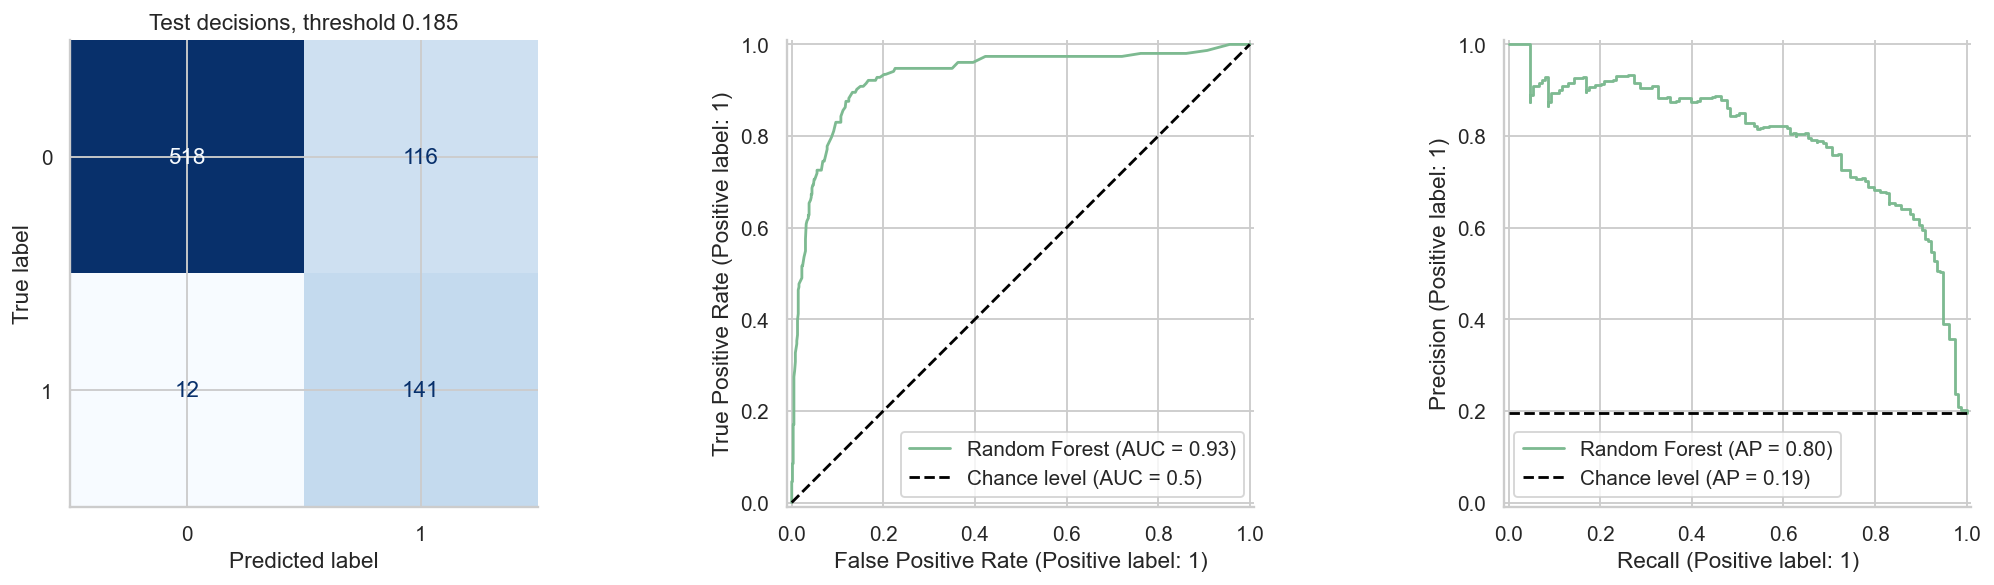 Test decisions, threshold 0.185
True label
0
1
518
116
12
141
0
1
Predicted label
True Positive Rate (Positive label: 1)
1.0
0.8
0.6
0.4
0.2
0.0
Random Forest (AUC = 0.93)
Chance level (AUC = 0.5)
0.0 0.2 0.4 0.6 0.8 1.0
False Positive Rate (Positive label: 1)
Precision (Positive label: 1)
1.0
0.8
0.6
0.4
0.2
0.0
Random Forest (AP = 0.80)
Chance level (AP = 0.19)
0.0 0.2 0.4 0.6 0.8 1.0
Recall (Positive label: 1)